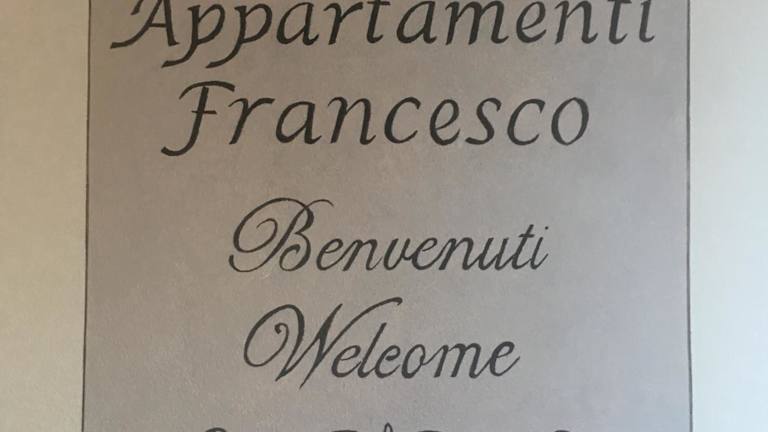 Appartamenti
Francesco
Benvenuti
Welcome